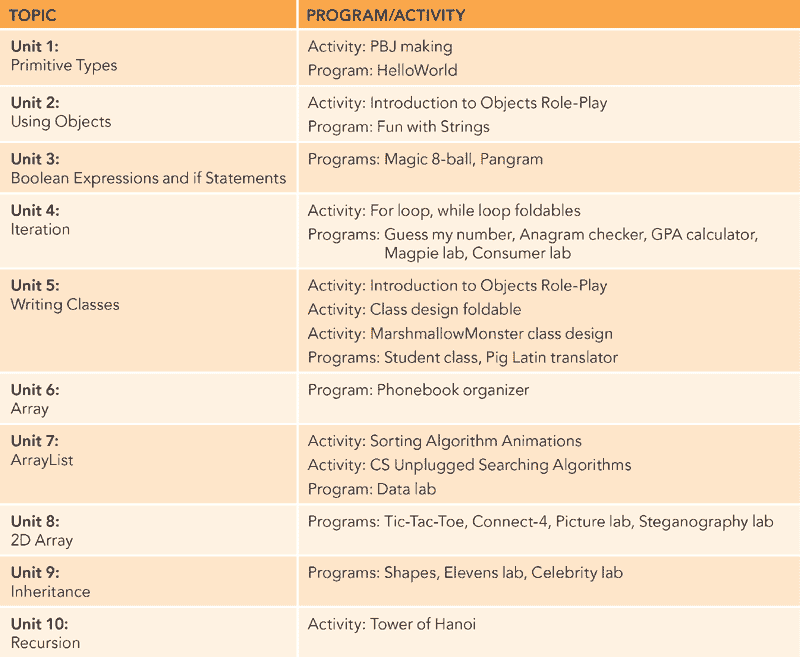 TOPIC
PROGRAM/ACTIVITY
Unit 1:
Primitive Types
Activity: PBJ making
Program: HelloWorld
Unit 2:
Using Objects
Activity: Introduction to Objects Role-Play
Program: Fun with Strings
Unit 3:
Boolean Expressions and if Statements
Programs: Magic 8-ball, Pangram
Unit 4:
Iteration
Activity: For loop, while loop foldables
Programs: Guess my number, Anagram checker, GPA calculator,
Magpie lab, Consumer lab
Unit 5:
Writing Classes
Activity: Introduction to Objects Role-Play
Activity: Class design foldable
Activity: MarshmallowMonster class design
Programs: Student class, Pig Latin translator
Unit 6:
Array
Program: Phonebook organizer
Unit 7:
ArrayList
Activity: Sorting Algorithm Animations
Activity: CS Unplugged Searching Algorithms
Program: Data lab
Unit 8:
2D Array
Programs: Tic-Tac-Toe, Connect-4, Picture lab, Steganography lab
Unit 9:
Inheritance
Programs: Shapes, Elevens lab, Celebrity lab
Unit 10:
Recursion
Activity: Tower of Hanoi